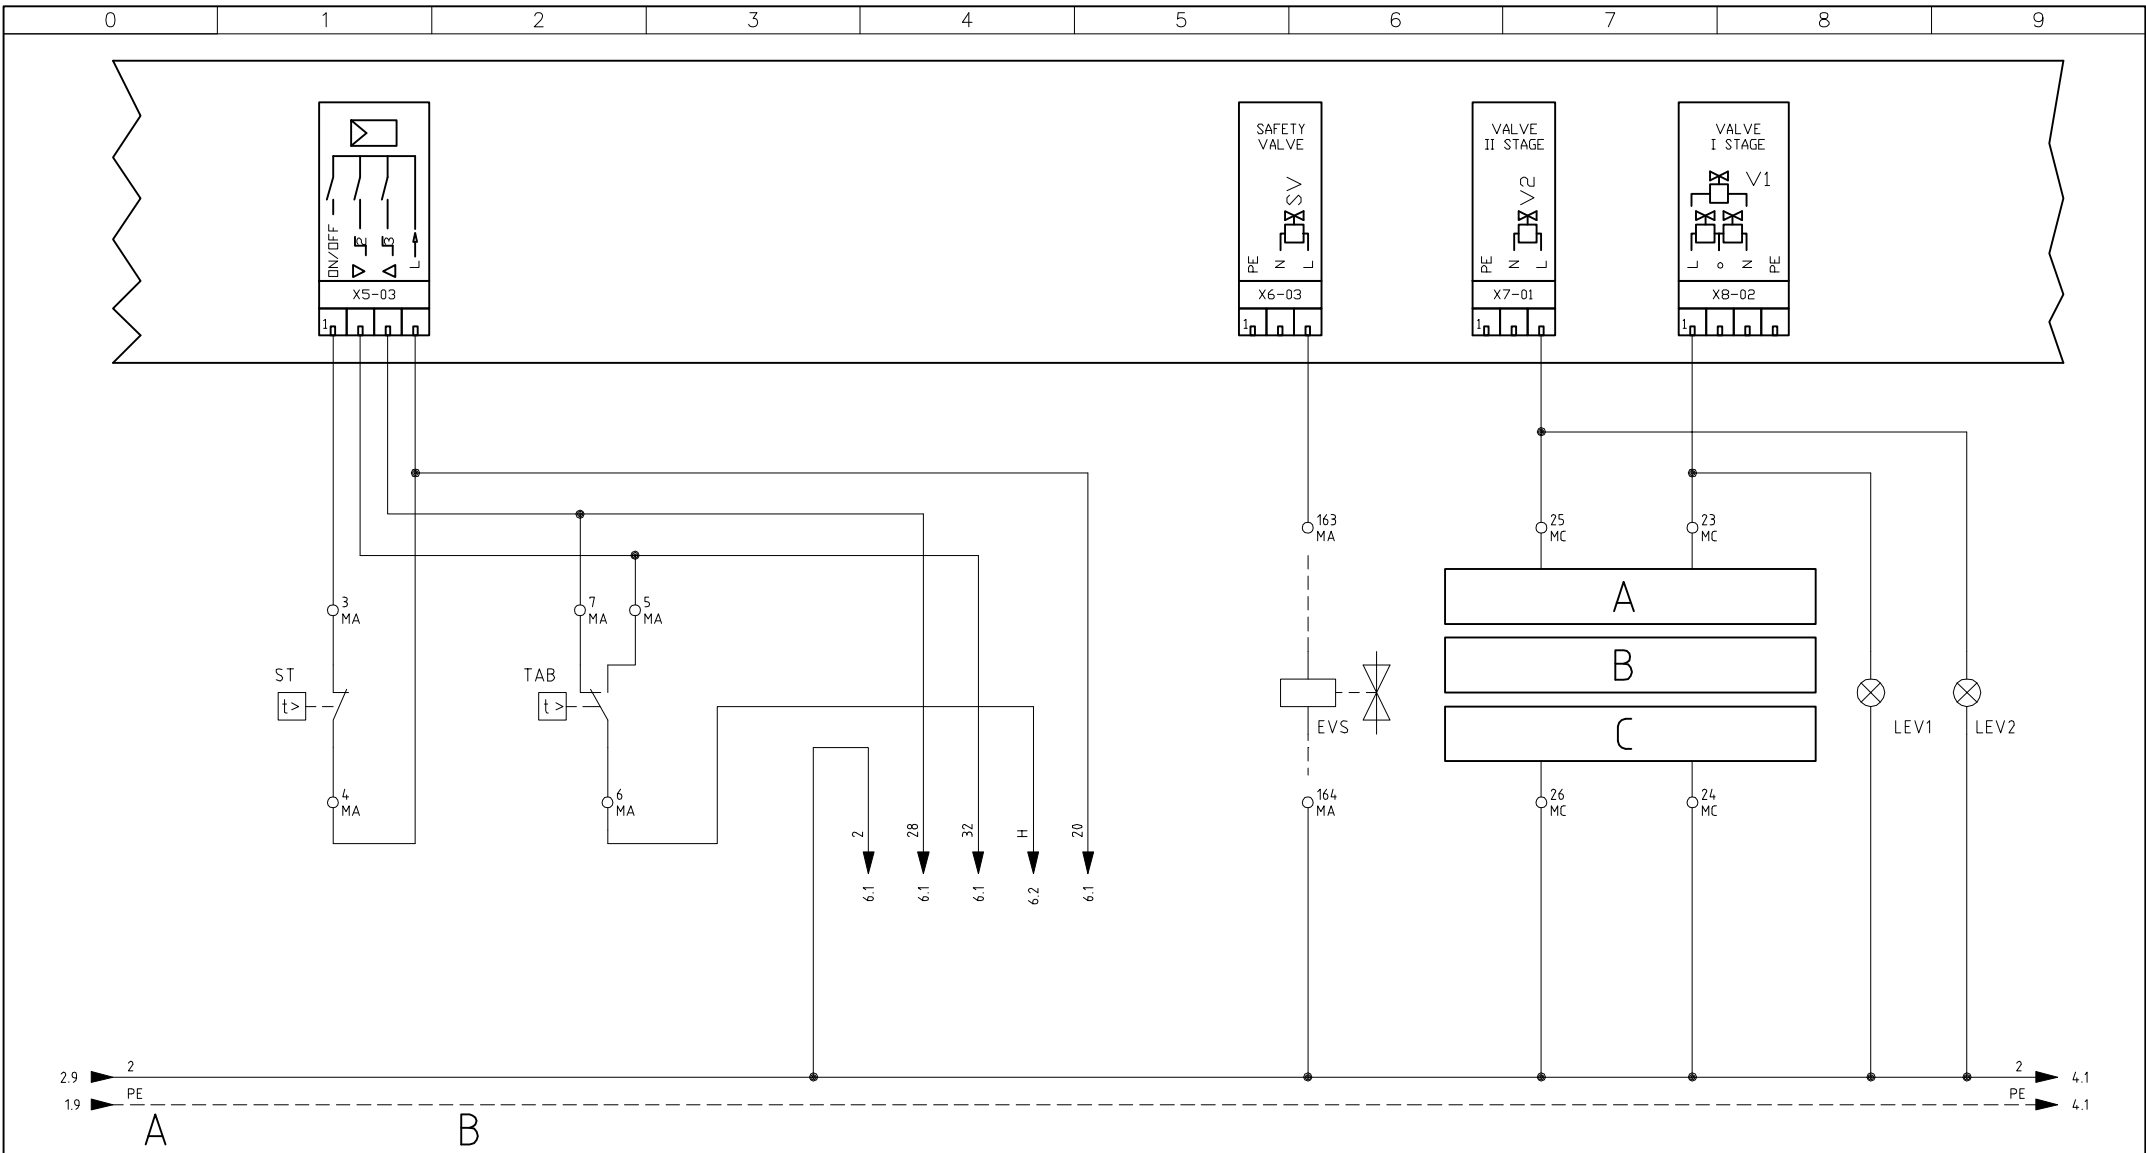 0 1 2 3 4 5 6 7 8 9
ON/OFF
2
3
L
X5-03
1
SAFETY
VALVE
SV
PE N L
X6-03
1
VALVE
II STAGE
V2
PE N L
X7-01
1
VALVE
I STAGE
V1
L N PE
X8-02
1
163
MA
25
MC
23
MC
3
MA
7
MA
5
MA
A
B
C
ST
t>
TAB
t>
EVS
LEV1
LEV2
4
MA
6
MA
164
MA
26
MC
24
MC
2 28 32 H 20
6.1 6.1 6.1 6.2 6.1
2.9 2 2 4.1
1.9 PE PE 4.1
A B